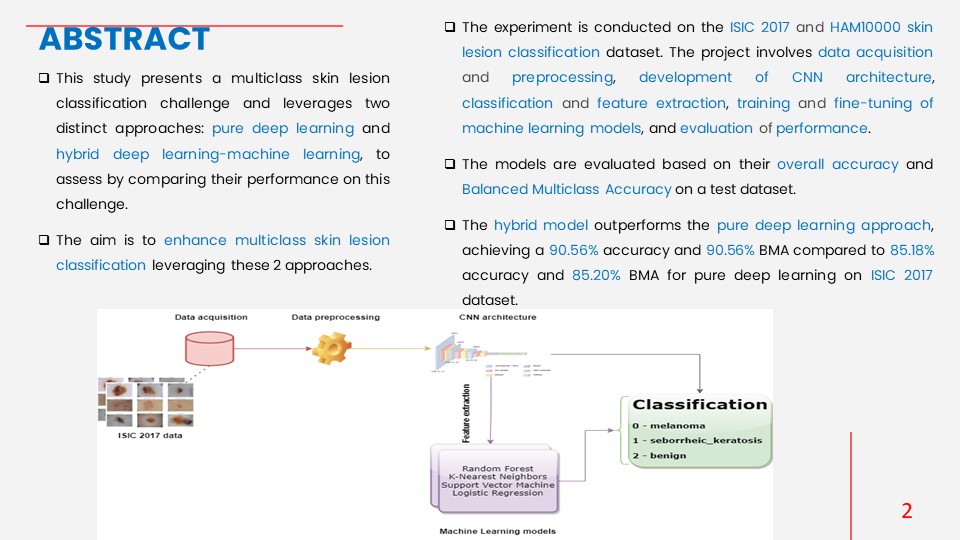 ABSTRACT
❑ This study presents a multiclass skin lesion
classification challenge and leverages two
distinct approaches: pure deep learning and
hybrid deep learning-machine learning, to
assess by comparing their performance on this
challenge.
❑ The aim is to enhance multiclass skin lesion
classification leveraging these 2 approaches.
❑ The experiment is conducted on the ISIC 2017 and HAM10000 skin
lesion classification dataset. The project involves data acquisition
and preprocessing, development of CNN architecture,
classification and feature extraction, training and fine-tuning of
machine learning models, and evaluation of performance.
❑ The models are evaluated based on their overall accuracy and
Balanced Multiclass Accuracy on a test dataset.
❑ The hybrid model outperforms the pure deep learning approach,
achieving a 90.56% accuracy and 90.56% BMA compared to 85.18%
accuracy and 85.20% BMA for pure deep learning on ISIC 2017
dataset.
Data acquisition
Data preprocessing
CNN architecture
ISIC 2017 data
Feature extraction
Classification
0 - melanoma
1 - seborrheic_keratosis
2 - benign
Random Forest
K-Nearest Neighbors
Support Vector Machine
Logistic Regression
Machine Learning models
2